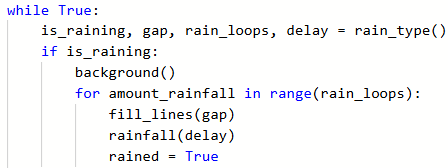 while True:
    is_raining, gap, rain_loops, delay = rain_type()
    if is_raining:
        background()
        for amount_rainfall in range(rain_loops):
            fill_lines(gap)
            rainfall(delay)
            rained = True